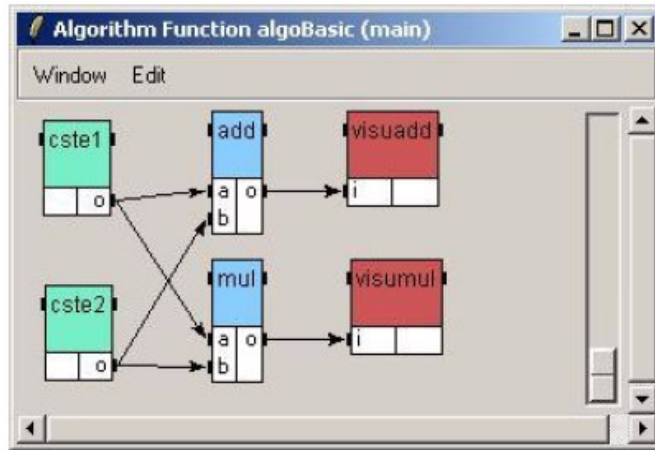 Algorithm Function algoBasic (main)
Window Edit
cste1
o
add
a o
b
visuadd
i
cste2
o
mul
a o
b
visumul
i